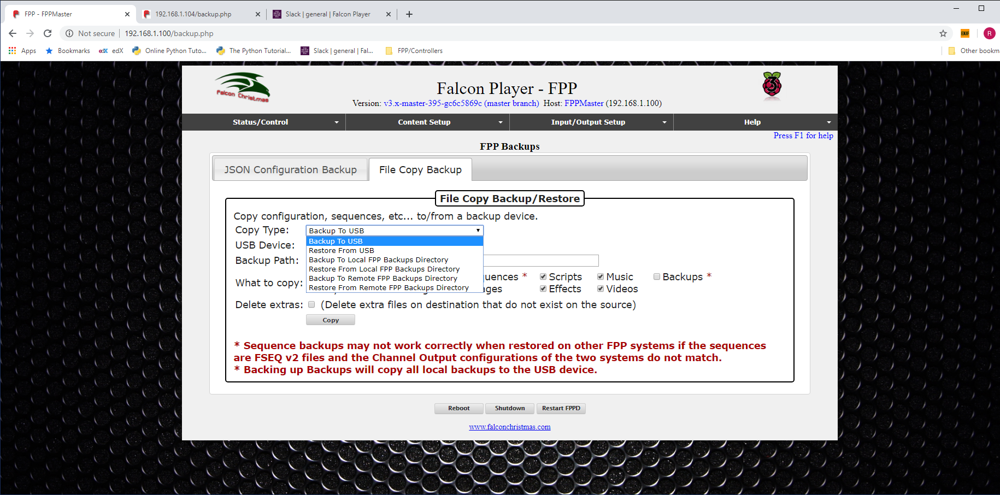 FPP - FPPMaster
192.168.1.104/backup.php
Slack | general | Falcon Player
Not secure | 192.168.1.100/backup.php
EXIF
R
Apps
Bookmarks
edX edX
Online Python Tuto...
The Python Tutorial...
Slack | general | Fal...
FPP/Controllers
Other bookm
Falcon Christmas
Falcon Player - FPP
3
Version: v3.x-master-395-gc6c5869c (master branch) Host: FPPMaster (192.168.1.100)
Status/Control
Content Setup
Input/Output Setup
Help
Press F1 for help
FPP Backups
JSON Configuration Backup
File Copy Backup
File Copy Backup/Restore
Copy configuration, sequences, etc... to/from a backup device.
Copy Type: Backup To USB
Backup To USB
USB Device:
Restore From USB
Backup Path:
Backup To Local FPP Backups Directory
Restore From Local FPP Backups Directory
Backup To Remote FPP Backups Directory
Restore From Remote FPP Backups Directory
What to copy:
quences * Scripts Music Backups *
ges Effects Videos
Delete extras: (Delete extra files on destination that do not exist on the source)
Copy
* Sequence backups may not work correctly when restored on other FPP systems if the sequences
are FSEQ v2 files and the Channel Output configurations of the two systems do not match.
* Backing up Backups will copy all local backups to the USB device.
Reboot
Shutdown
Restart FPPD
www.falconchristmas.com